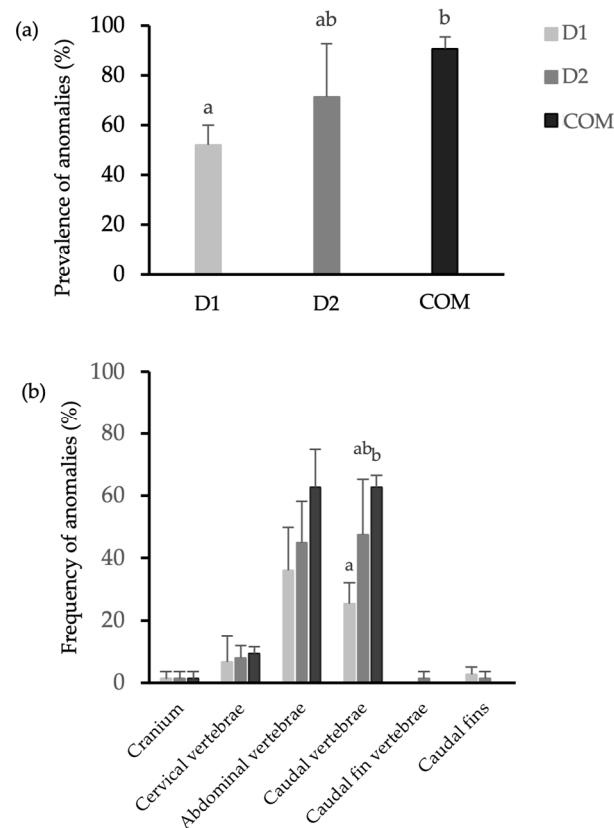 (a)
Prevalence of anomalies (%)
100
80
60
40
20
0
a
ab
b
D1
D2
COM
D1
D2
COM
(b)
Frequency of anomalies (%)
100
80
60
40
20
0
a
ab
b
Cranium
Cervical vertebrae
Abdominal vertebrae
Caudal vertebrae
Caudal fin vertebrae
Caudal fins